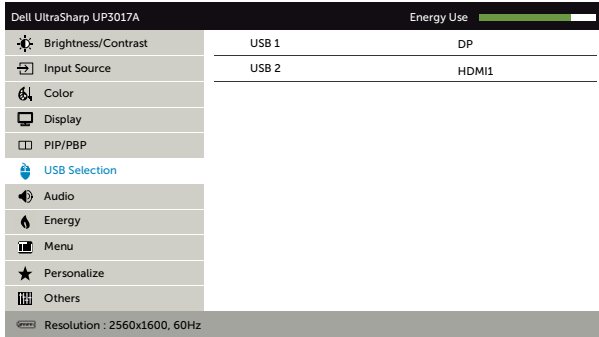 Dell UltraSharp UP3017A Energy Use
Brightness/Contrast USB 1 DP
Input Source USB 2 HDMI1
Color
Display
PIP/PBP
USB Selection
Audio
Energy
Menu
Personalize
Others
Resolution : 2560x1600, 60Hz